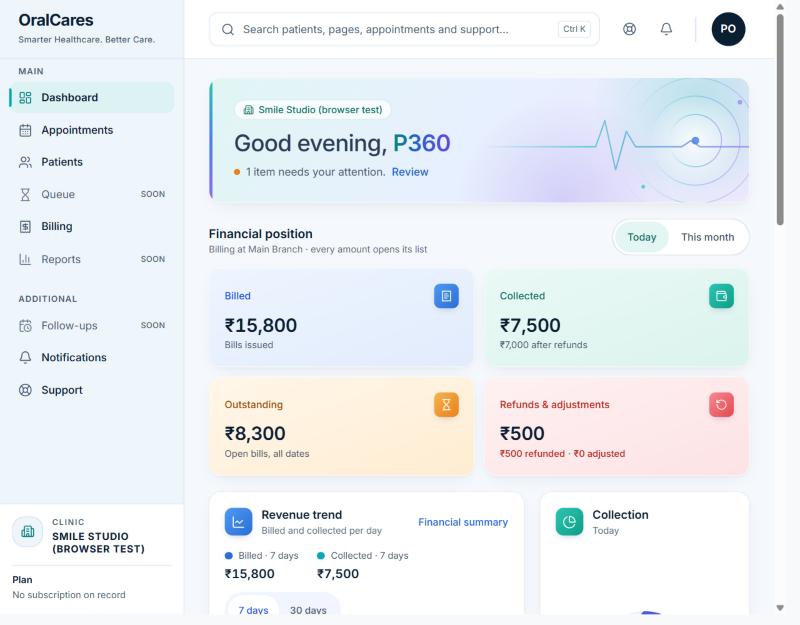 OralCares
Smarter Healthcare. Better Care.
MAIN
Dashboard
Appointments
Patients
Queue SOON
Billing
Reports SOON
ADDITIONAL
Follow-ups SOON
Notifications
Support
CLINIC
SMILE STUDIO
(BROWSER TEST)
Plan
No subscription on record
Search patients, pages, appointments and support... Ctrl K
PO
Smile Studio (browser test)
Good evening, P360
1 item needs your attention. Review
Financial position
Billing at Main Branch · every amount opens its list
Today This month
Billed
₹15,800
Bills issued
Collected
₹7,500
₹7,000 after refunds
Outstanding
₹8,300
Open bills, all dates
Refunds & adjustments
₹500
₹500 refunded · ₹0 adjusted
Revenue trend
Billed and collected per day
Financial summary
Billed · 7 days Collected · 7 days
₹15,800 ₹7,500
7 days 30 days
Collection
Today